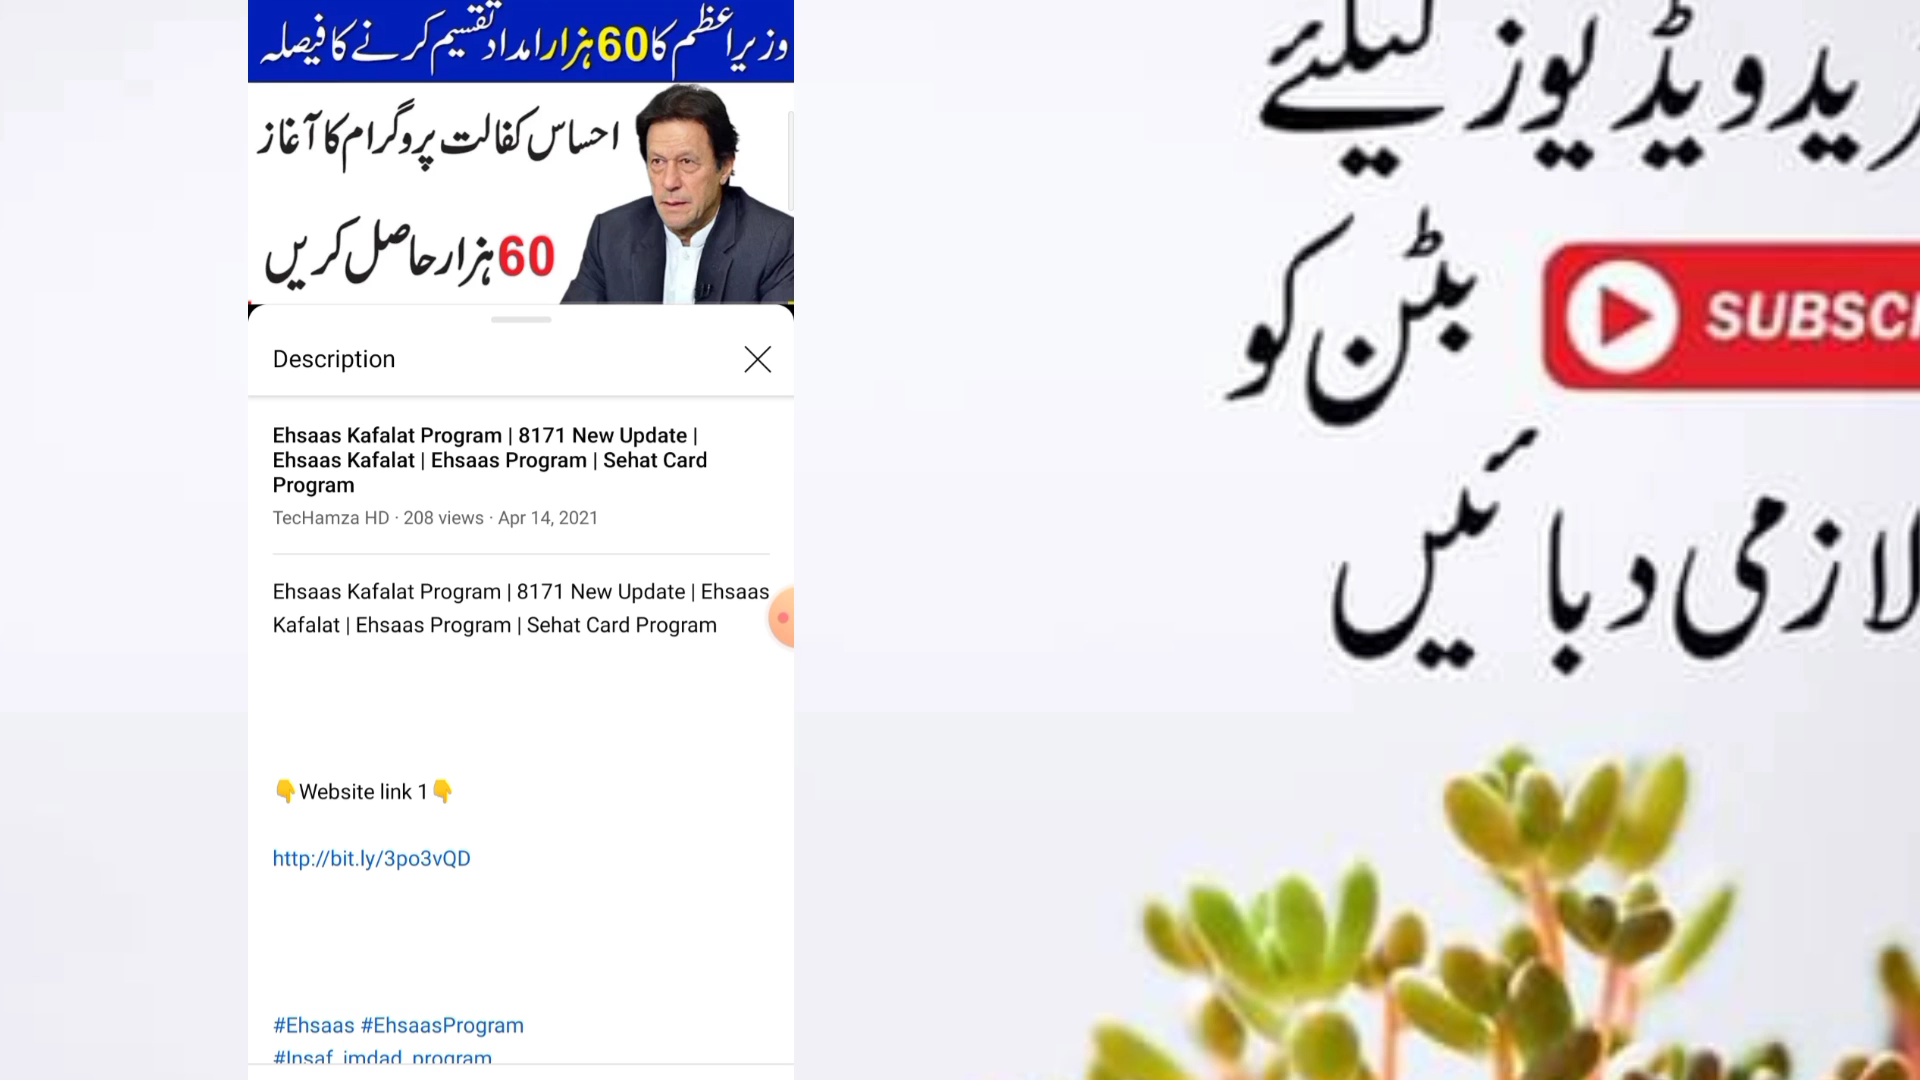 وزیراعظم کا 60 ہزار امداد تقسیم کرنے کا فیصلہ
احساس کفالت پروگرام کا آغاز
60 ہزار حاصل کریں
Description
Ehsaas Kafalat Program | 8171 New Update |
Ehsaas Kafalat | Ehsaas Program | Sehat Card
Program
TecHamza HD · 208 views · Apr 14, 2021
Ehsaas Kafalat Program | 8171 New Update | Ehsaas
Kafalat | Ehsaas Program | Sehat Card Program
👇Website link 1👇
http://bit.ly/3po3vQD
#Ehsaas #EhsaasProgram
#Insaf_imdad_program
ید ویڈیوز کیلئے
SUBSC
بٹن کو
لازمی دبائیں